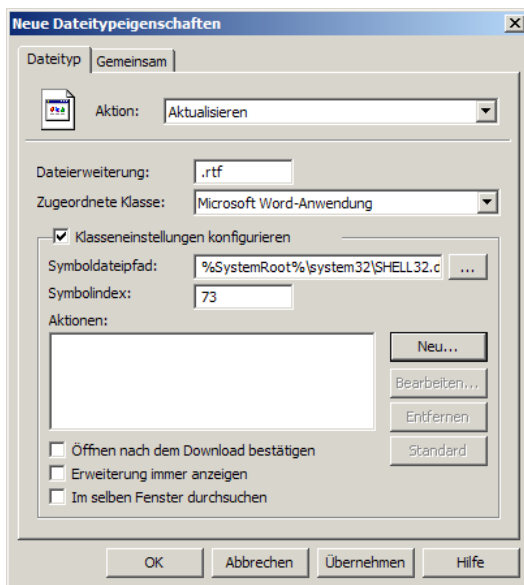 Neue Dateitypeigenschaften
Dateityp Gemeinsam
Aktion: Aktualisieren
Dateierweiterung: .rtf
Zugeordnete Klasse: Microsoft Word-Anwendung
Klasseneinstellungen konfigurieren
Symboldateipfad: %SystemRoot%\system32\SHELL32.d ...
Symbolindex: 73
Aktionen:
Neu...
Bearbeiten...
Entfernen
Standard
Öffnen nach dem Download bestätigen
Erweiterung immer anzeigen
Im selben Fenster durchsuchen
OK Abbrechen Übernehmen Hilfe